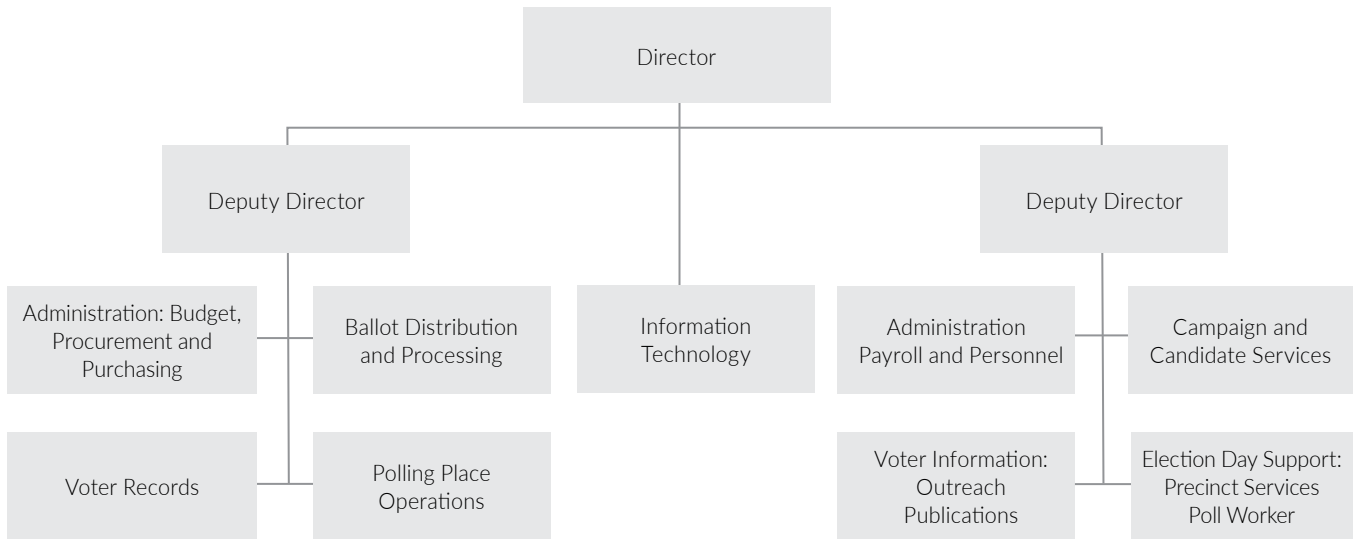 Director
Deputy Director
Deputy Director
Administration: Budget,
Procurement and
Purchasing
Ballot Distribution
and Processing
Information
Technology
Administration
Payroll and Personnel
Campaign and
Candidate Services
Voter Records
Polling Place
Operations
Voter Information:
Outreach
Publications
Election Day Support:
Precinct Services
Poll Worker